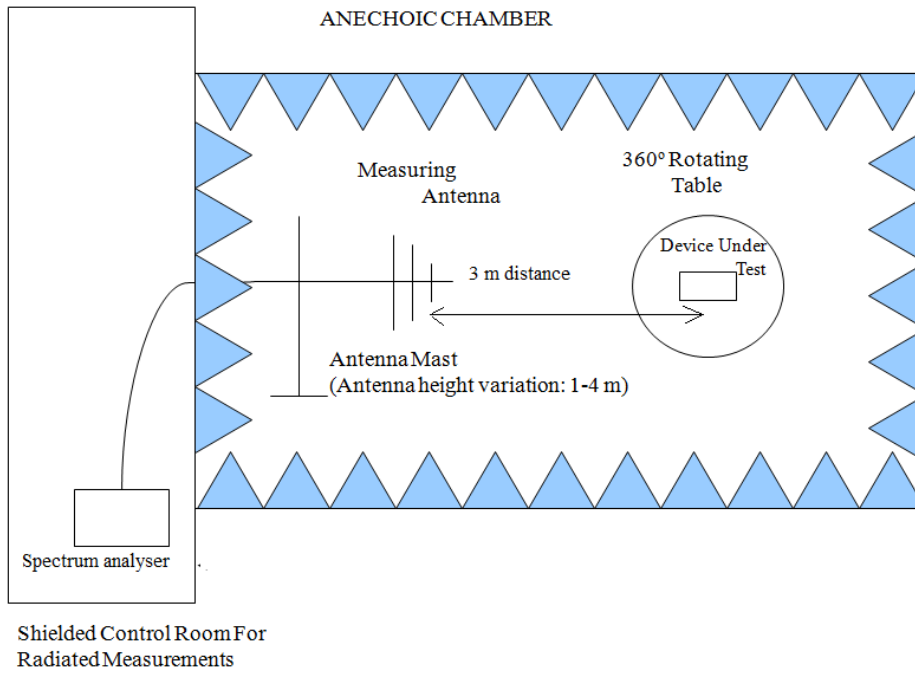 ANECHOIC CHAMBER
Measuring
Antenna
360º Rotating
Table
Device Under
Test
3 m distance
Antenna Mast
(Antenna height variation: 1-4 m)
Spectrum analyser
Shielded Control Room For
Radiated Measurements